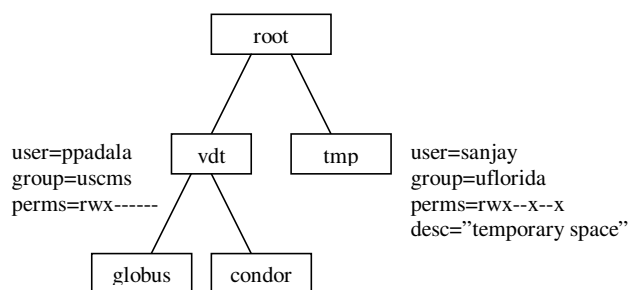 root
vdt
tmp
user=ppadala
group=uscms
perms=rwx------
user=sanjay
group=uflorida
perms=rwx--x--x
desc=”temporary space”
globus
condor